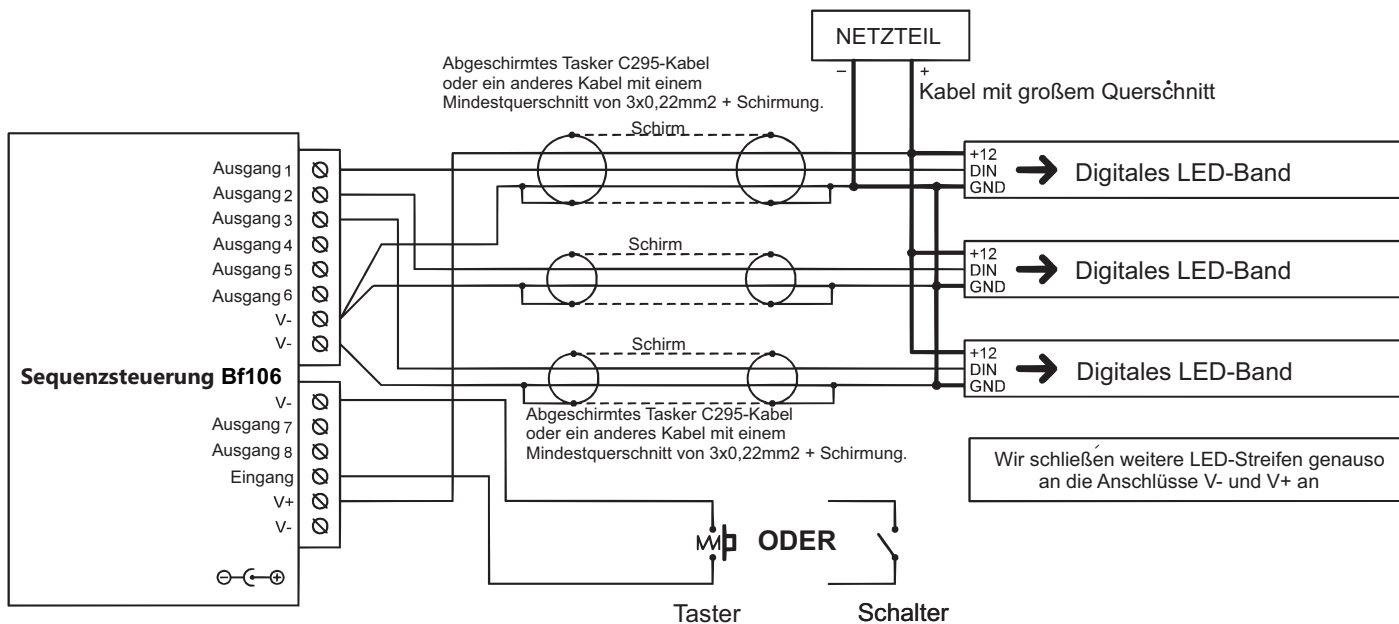 NETZTEIL
– +
Kabel mit großem Querschnitt
Abgeschirmtes Tasker C295-Kabel
oder ein anderes Kabel mit einem
Mindestquerschnitt von 3x0,22mm2 + Schirmung.
Schirm
Ausgang 1
Ausgang 2
Ausgang 3
Ausgang 4
Ausgang 5
Ausgang 6
V-
V-
Sequenzsteuerung Bf106
V-
Ausgang 7
Ausgang 8
Eingang
V+
V-
+12
DIN
GND
Digitales LED-Band
Schirm
+12
DIN
GND
Digitales LED-Band
Schirm
+12
DIN
GND
Digitales LED-Band
Abgeschirmtes Tasker C295-Kabel
oder ein anderes Kabel mit einem
Mindestquerschnitt von 3x0,22mm2 + Schirmung.
Wir schließen weitere LED-Streifen genauso
an die Anschlüsse V- und V+ an
ODER
Taster
Schalter